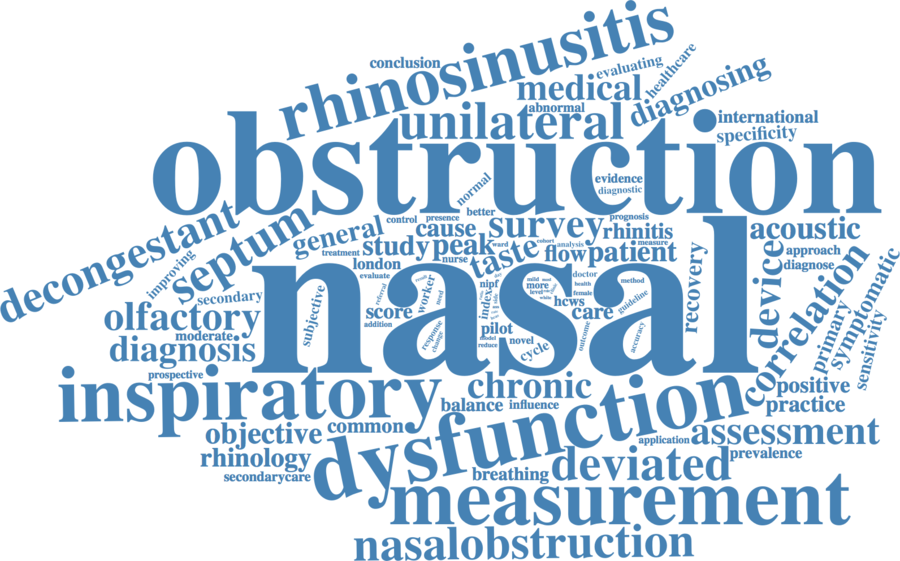 conclusion
rhinosinusitis
evaluating
healthcare
medical
abnormal
diagnosing
unilateral
international
specificity
obstruction
evidence
diagnostic
normal
better
control
presence
prognosis
decongestant
septum
general
treatment
cause
survey
rhinitis
acoustic
study
peak
ward
nurse
taste
cohort
analysis
measure
flow
patient
approach
diagnose
improving
london
evaluate
nasal
recovery
device
correlation
symptomatic
secondary
olfactory
moderate
subjective
referral
score
addition
worker
need
response
change
nipf
index
side
mild
more
level
while
doctor
health
female
hcws
care
method
guideline
accuracy
outcome
pilot
model
reduce
novel
cycle
primary
sensitivity
diagnosis
prospective
inspiratory
chronic
balance
influence
positive
practice
objective
common
dysfunction
application
assessment
prevalence
rhinology
secondarycare
breathing
deviated
measurement
nasalobstruction